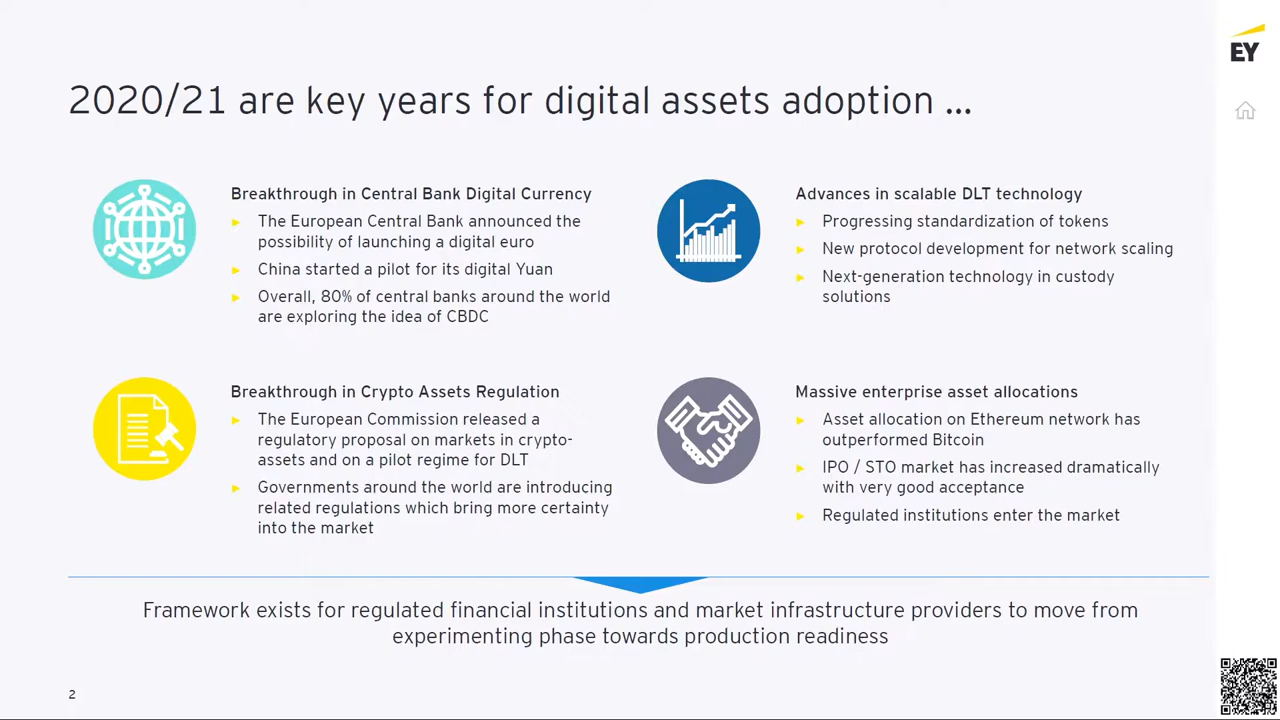 EY
2020/21 are key years for digital assets adoption ...
Breakthrough in Central Bank Digital Currency
► The European Central Bank announced the
possibility of launching a digital euro
► China started a pilot for its digital Yuan
► Overall, 80% of central banks around the world
are exploring the idea of CBDC
Advances in scalable DLT technology
► Progressing standardization of tokens
► New protocol development for network scaling
► Next-generation technology in custody
solutions
Breakthrough in Crypto Assets Regulation
► The European Commission released a
regulatory proposal on markets in crypto-
assets and on a pilot regime for DLT
► Governments around the world are introducing
related regulations which bring more certainty
into the market
Massive enterprise asset allocations
► Asset allocation on Ethereum network has
outperformed Bitcoin
► IPO / STO market has increased dramatically
with very good acceptance
► Regulated institutions enter the market
Framework exists for regulated financial institutions and market infrastructure providers to move from
experimenting phase towards production readiness
2